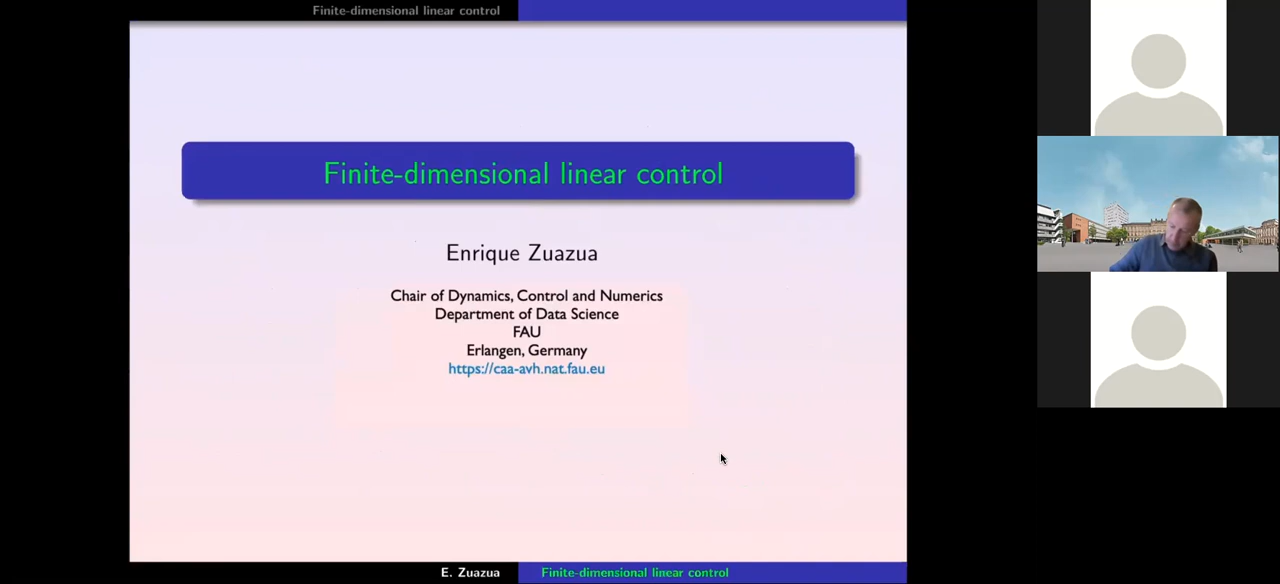 Finite-dimensional linear control
Finite-dimensional linear control
Enrique Zuazua
Chair of Dynamics, Control and Numerics
Department of Data Science
FAU
Erlangen, Germany
https://caa-avh.nat.fau.eu
E. Zuazua
Finite-dimensional linear control